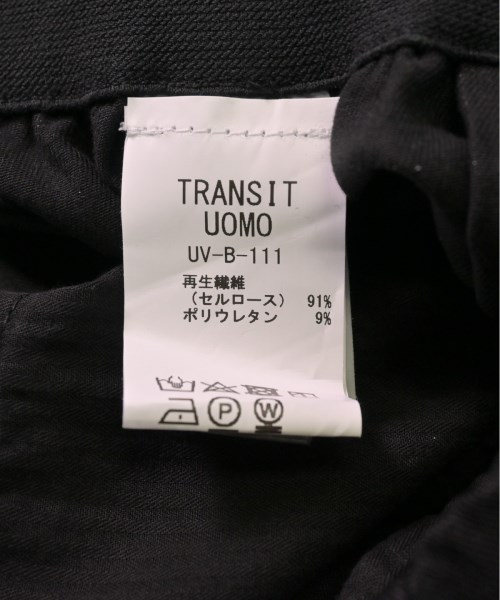 TRANSIT
UOMO
UV-B-111
再生繊維
（セルロース） 91%
ポリウレタン 9%
P W